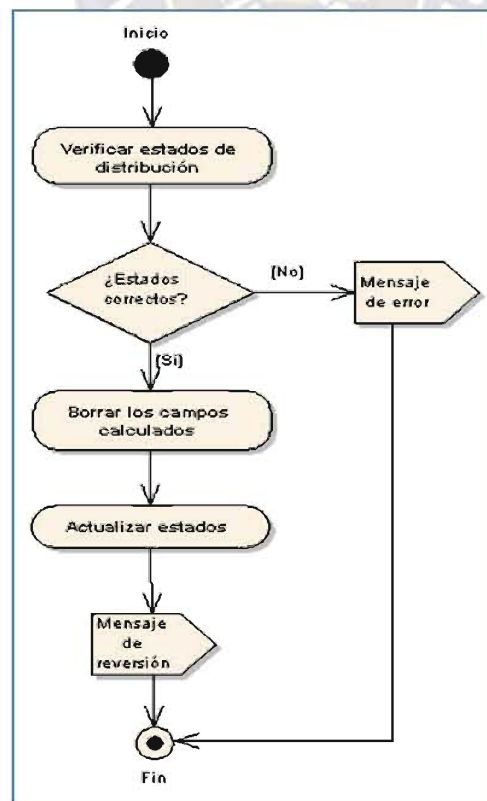 Inicio
Verificar estados de
distribución
¿Estados
correctos?
[No]
Mensaje
de error
[Sí]
Borrar los campos
calculados
Actualizar estados
Mensaje
de
reversión
Fin